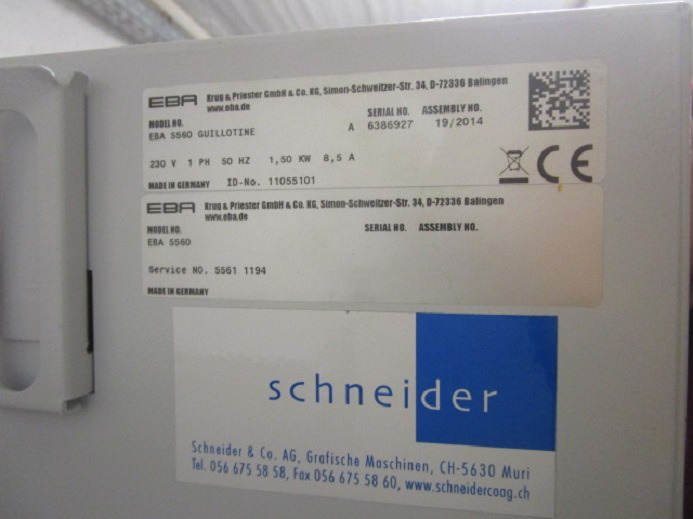 EBA Krug & Priester GmbH & Co. KG, Simon-Schweitzer-Str. 34, D-72336 Balingen
www.eba.de
MODEL NO. SERIAL NO. ASSEMBLY NO.
EBA 5560 GUILLOTINE A 6386927 19/2014
230 V 1 PH 50 HZ 1,50 KW 8,5 A
MADE IN GERMANY ID-No. 11055101
CE
EBA Krug & Priester GmbH & Co. KG, Simon-Schweitzer-Str. 34, D-72336 Balingen
www.eba.de
MODEL NO. SERIAL NO. ASSEMBLY NO.
EBA 5560
Service NO. 5561 1194
MADE IN GERMANY
schneider
Schneider & Co. AG, Grafische Maschinen, CH-5630 Muri
Tel. 056 675 58 58, Fax 056 675 58 60, www.schneidercoag.ch